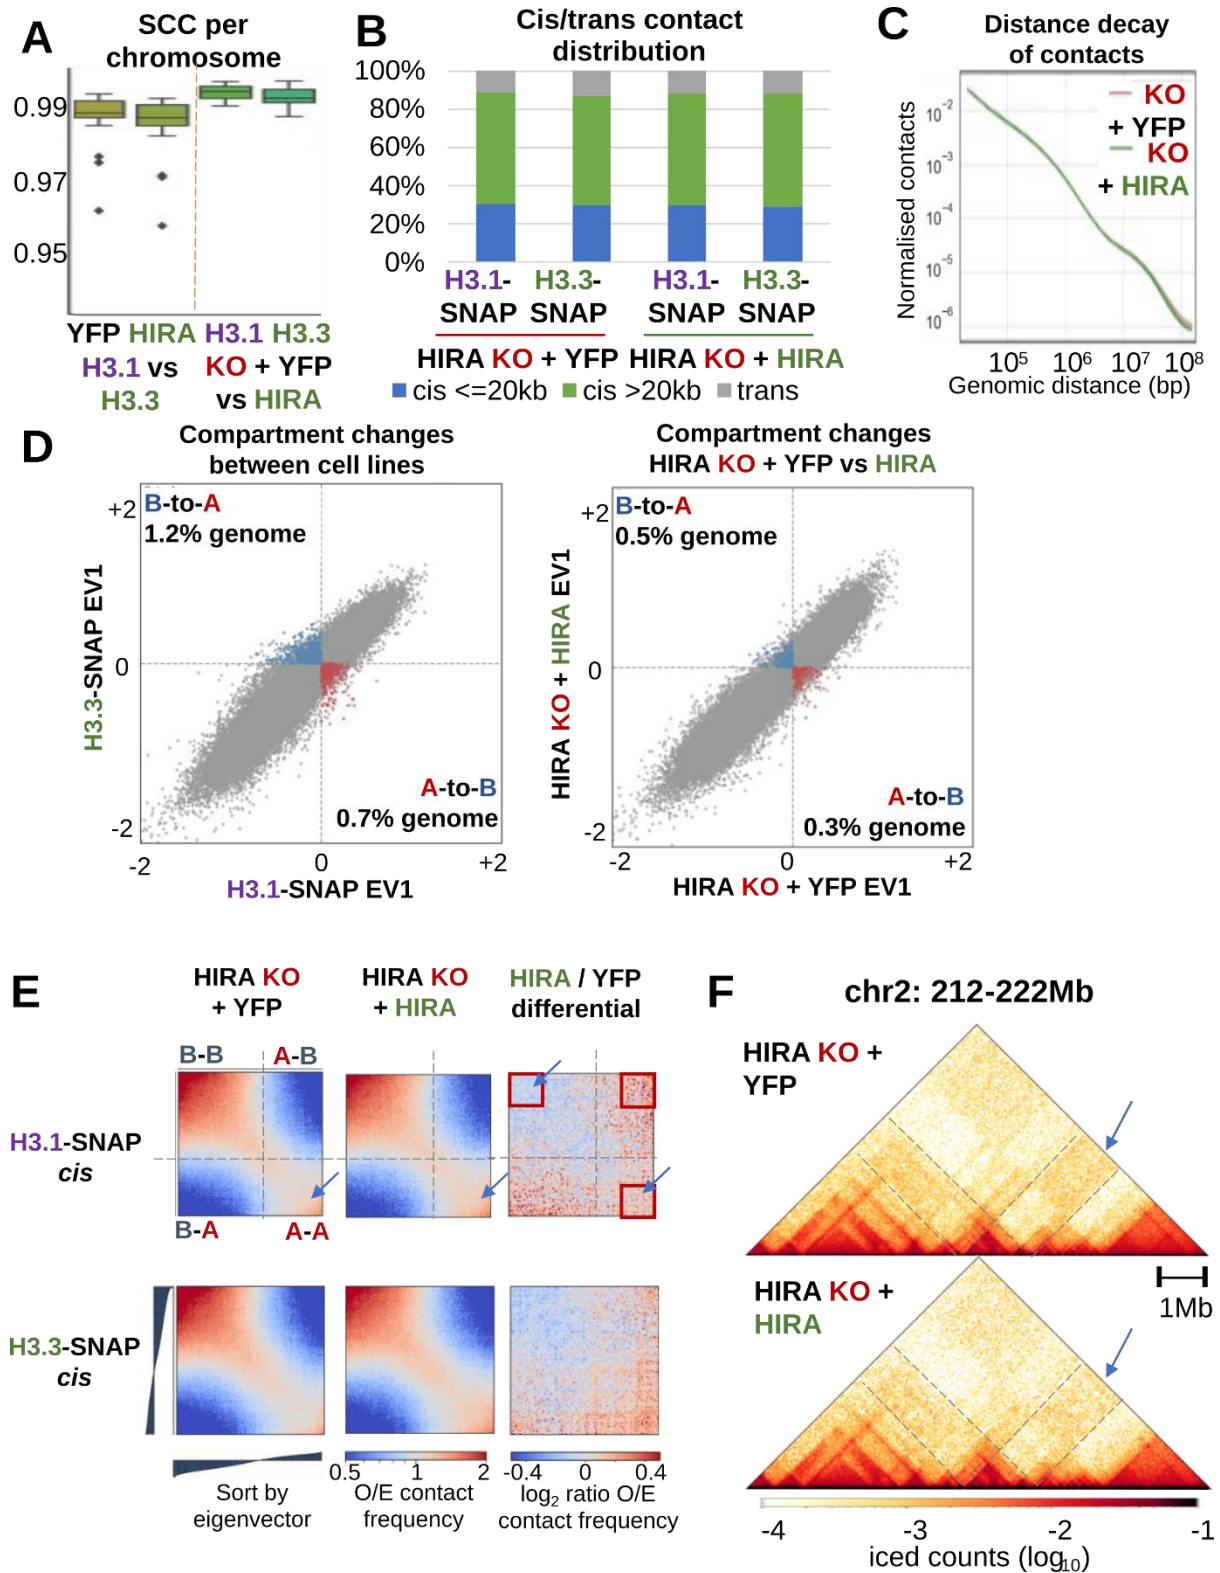 A
SCC per
chromosome
0.99
0.97
0.95
YFP HIRA H3.1 H3.3
H3.1 vs
H3.3
KO + YFP
vs HIRA
B
Cis/trans contact
distribution
100%
80%
60%
40%
20%
0%
H3.1-
SNAP
H3.3-
SNAP
H3.1-
SNAP
H3.3-
SNAP
HIRA KO + YFP
HIRA KO + HIRA
cis <=20kb
cis >20kb
trans
C
Distance decay
of contacts
KO
+ YFP
KO
+ HIRA
Normalised contacts
10⁻²
10⁻³
10⁻⁴
10⁻⁵
10⁻⁶
10⁵
10⁶
10⁷
10⁸
Genomic distance (bp)
D
Compartment changes
between cell lines
B-to-A
1.2% genome
A-to-B
0.7% genome
+2
0
-2
-2
0
+2
H3.3-SNAP EV1
H3.1-SNAP EV1
Compartment changes
HIRA KO + YFP vs HIRA
B-to-A
0.5% genome
A-to-B
0.3% genome
+2
0
-2
-2
0
+2
HIRA KO + HIRA EV1
HIRA KO + YFP EV1
E
HIRA KO
+ YFP
HIRA KO
+ HIRA
HIRA / YFP
differential
B-B
A-B
B-A
A-A
H3.1-SNAP
cis
H3.3-SNAP
cis
Sort by
eigenvector
0.5
1
2
O/E contact
frequency
-0.4
0
0.4
log₂ ratio O/E
contact frequency
F
chr2: 212-222Mb
HIRA KO +
YFP
HIRA KO +
HIRA
1Mb
-4
-3
-2
-1
iced counts (log₁₀)